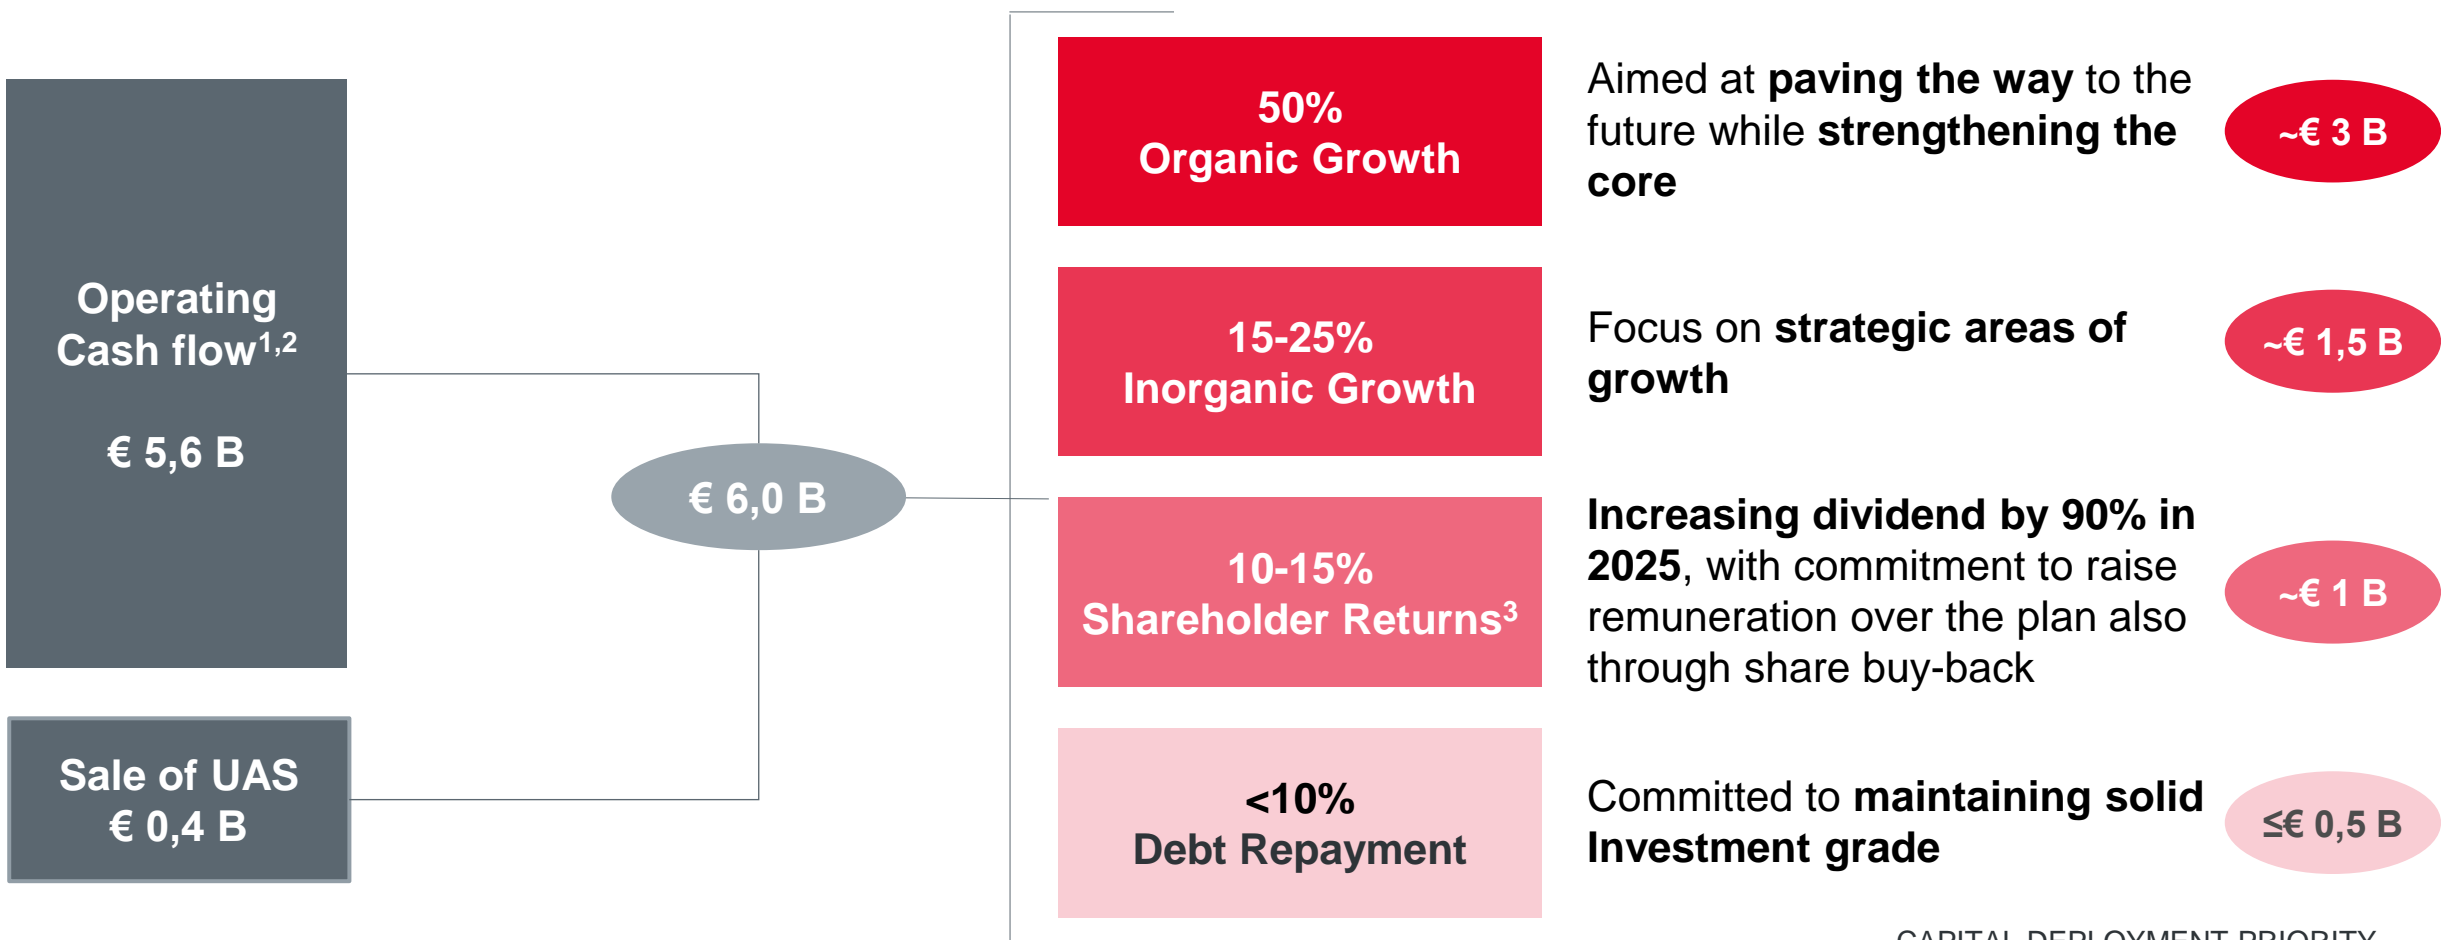 Operating
Cash flow1,2
€ 5,6 B
Sale of UAS
€ 0,4 B
€ 6,0 B
50%
Organic Growth
Aimed at paving the way to the
future while strengthening the
core
~€ 3 B
15-25%
Inorganic Growth
Focus on strategic areas of
growth
~€ 1,5 B
10-15%
Shareholder Returns3
Increasing dividend by 90% in
2025, with commitment to raise
remuneration over the plan also
through share buy-back
~€ 1 B
<10%
Debt Repayment
Committed to maintaining solid
Investment grade
≤€ 0,5 B
CAPITAL DEPLOYMENT PRIORITY